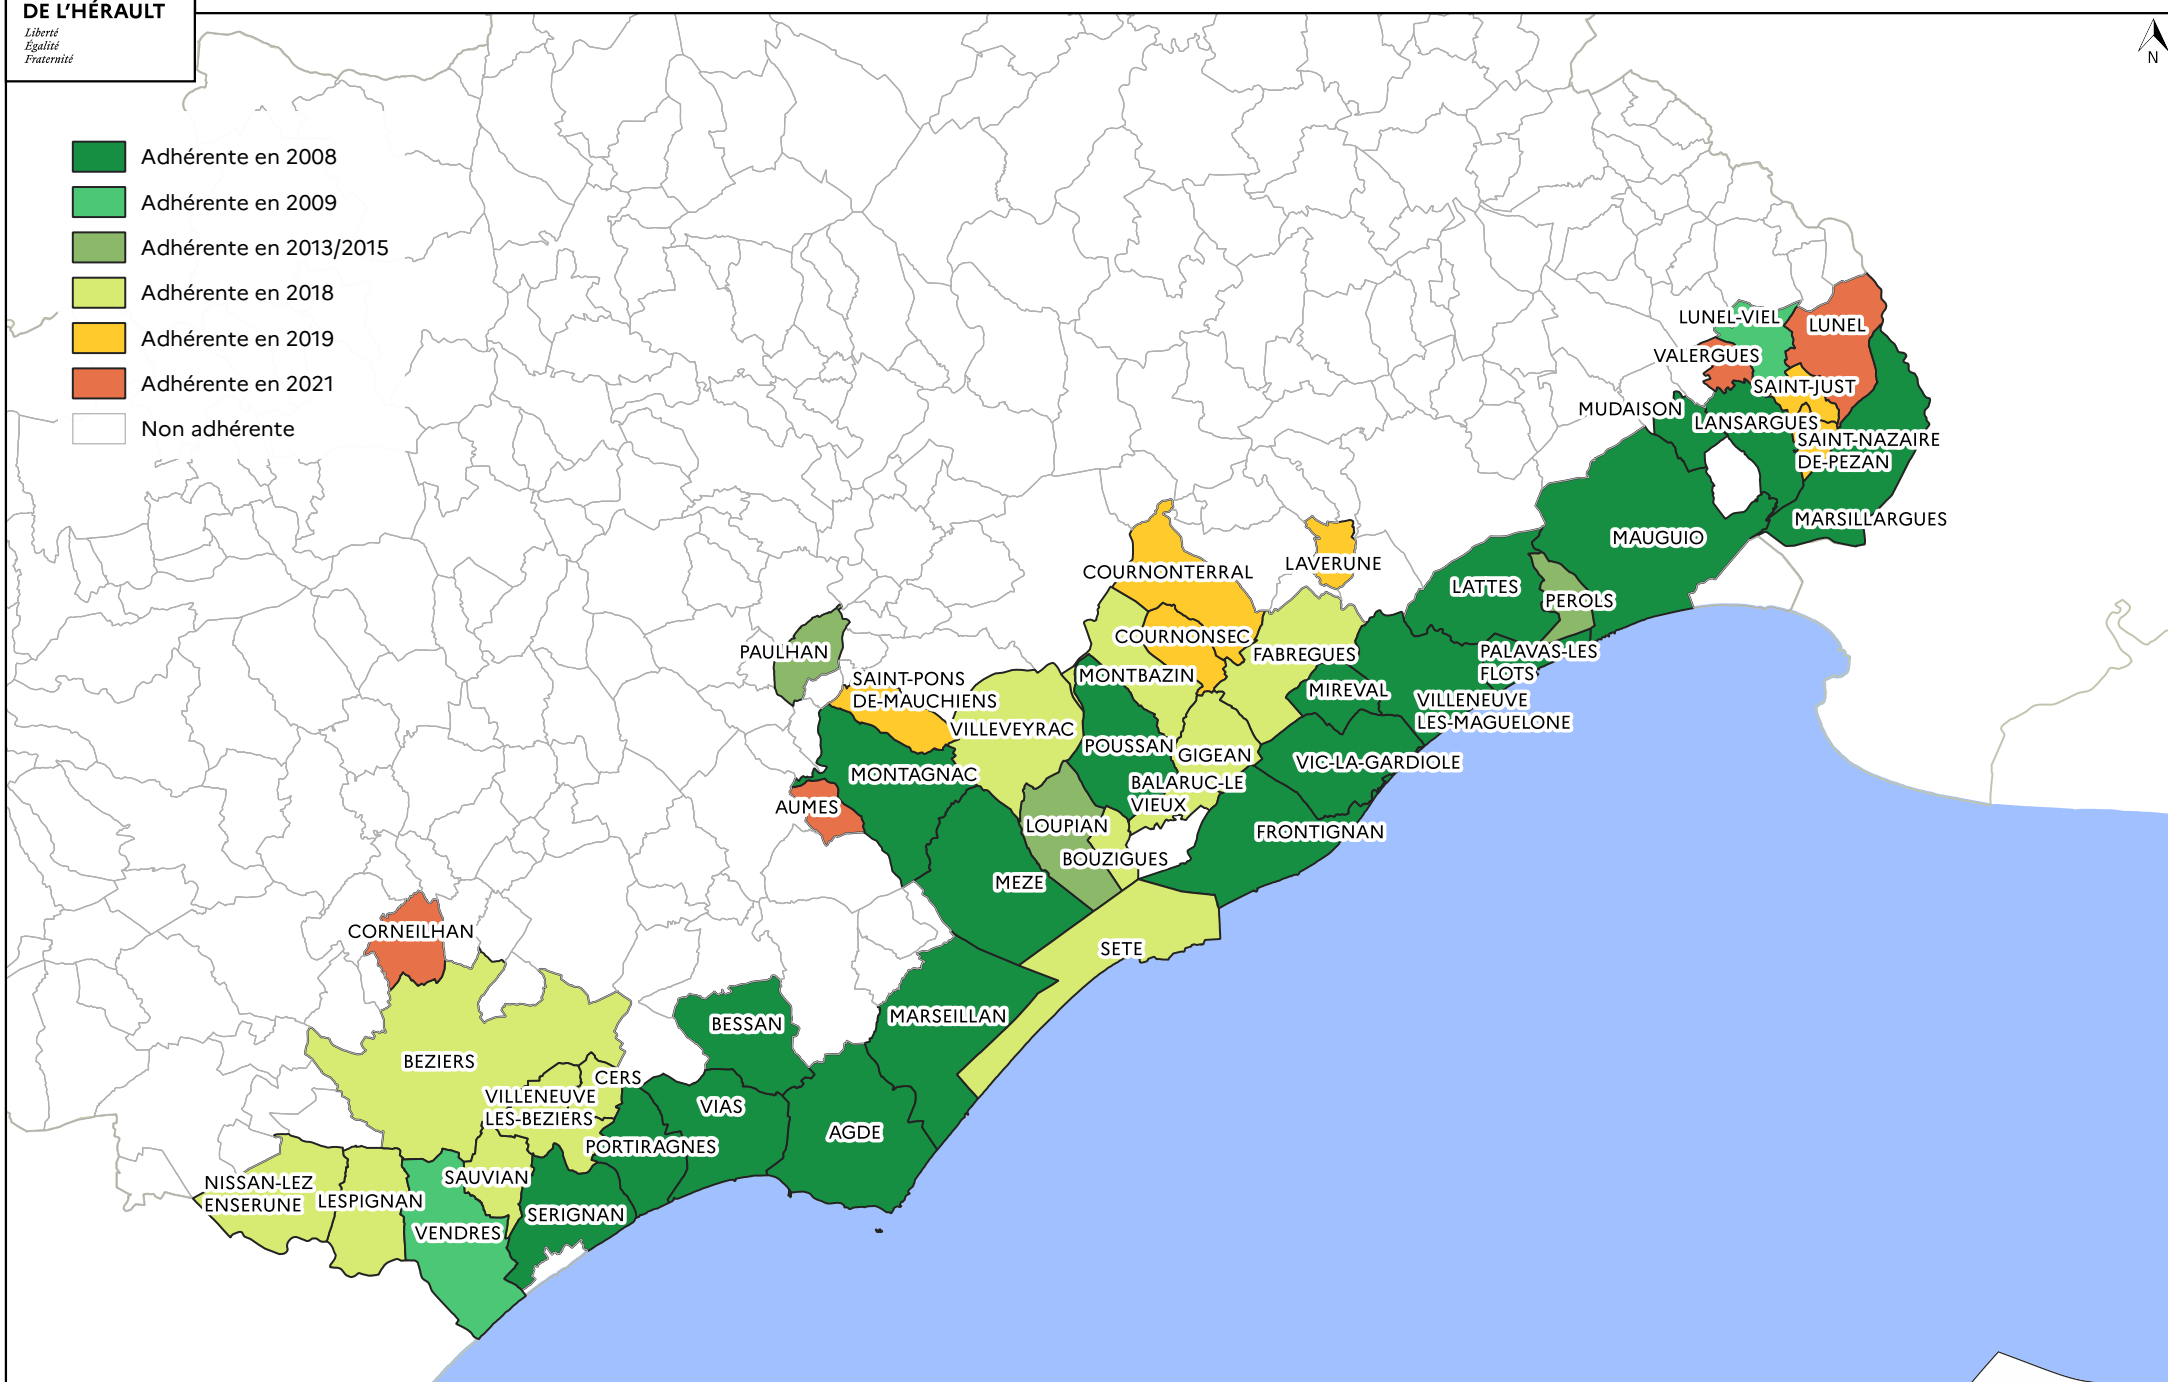 DE L'HÉRAULT
Liberté
Égalité
Fraternité
N
Adhérente en 2008
Adhérente en 2009
Adhérente en 2013/2015
Adhérente en 2018
Adhérente en 2019
Adhérente en 2021
Non adhérente
LUNEL-VIEL
LUNEL
VALERGUES
SAINT-JUST
MUDAISON
LANSARGUES
SAINT-NAZAIRE
DE-PEZAN
MARSILLARGUES
MAUGUIO
LAVERUNE
COURNONTERRAL
LATTES
PEROLS
COURNONSEC
FABREGUES
PALAVAS-LES
FLOTS
PAULHAN
SAINT-PONS
DE-MAUCHIENS
MONTBAZIN
MIREVAL
VILLENEUVE
LES-MAGUELONE
VILLEVEYRAC
POUSSAN
GIGEAN
VIC-LA-GARDIOLE
MONTAGNAC
BALARUC-LE
VIEUX
AUMES
LOUPIAN
FRONTIGNAN
BOUZIGUES
MEZE
CORNEILHAN
SETE
MARSEILLAN
BESSAN
BEZIERS
CERS
VILLENEUVE
LES-BEZIERS
VIAS
AGDE
PORTIRAGNES
SAUVIAN
NISSAN-LEZ
ENSERUNE
LESPIGNAN
SERIGNAN
VENDRES